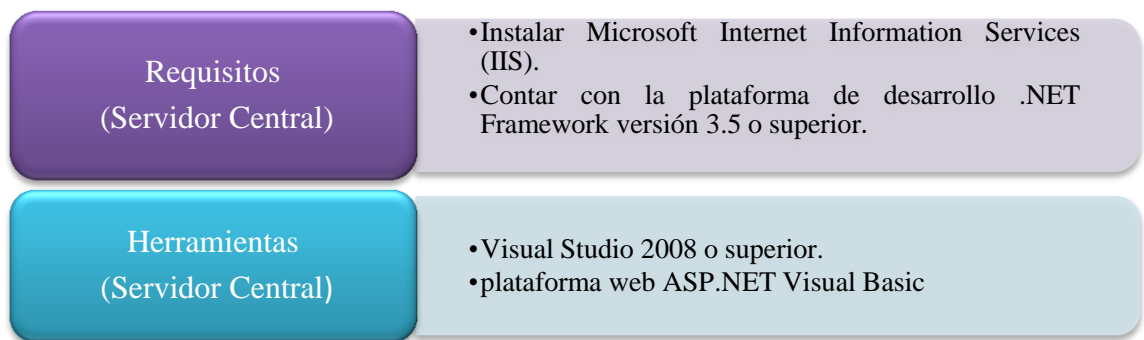 Requisitos
(Servidor Central)
•Instalar Microsoft Internet Information Services
(IIS).
•Contar con la plataforma de desarrollo .NET
Framework versión 3.5 o superior.
Herramientas
(Servidor Central)
•Visual Studio 2008 o superior.
•plataforma web ASP.NET Visual Basic